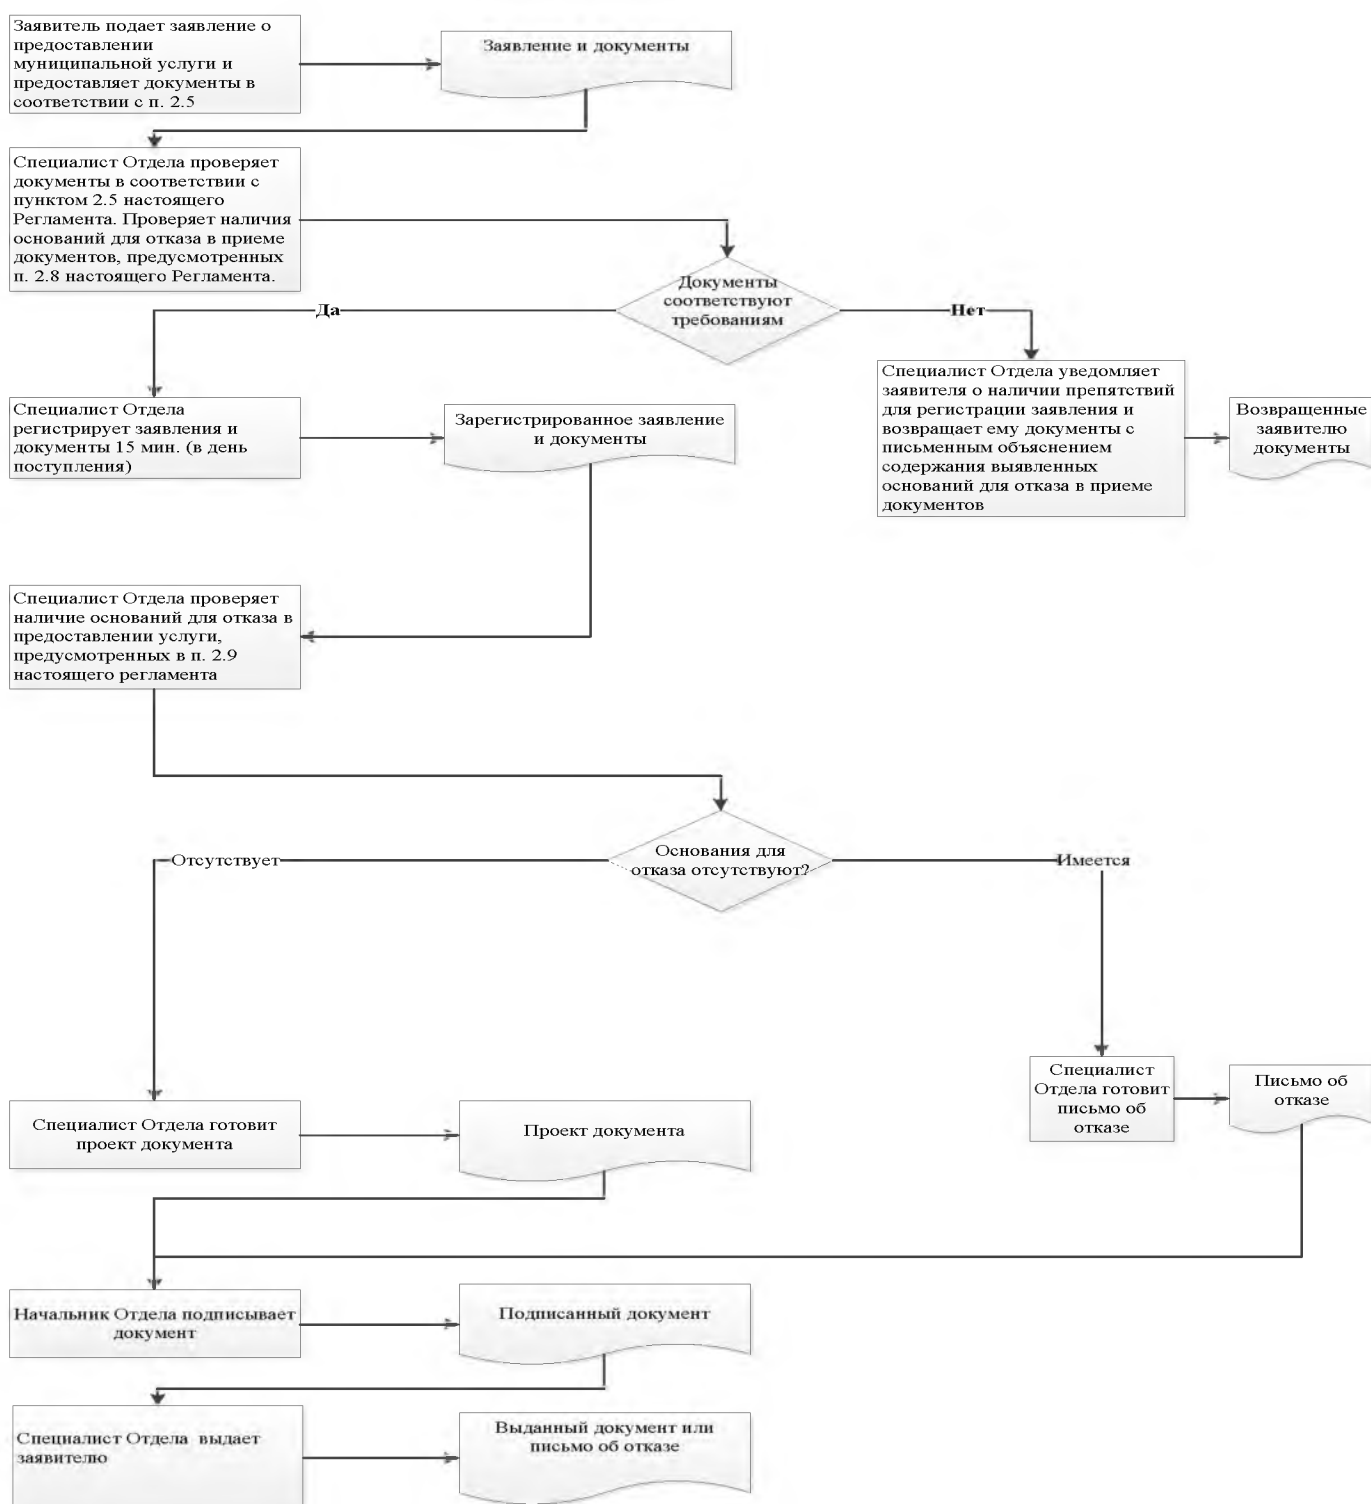 Заявитель подает заявление о
предоставлении
муниципальной услуги и
предоставляет документы в
соответствии с п. 2.5
Заявление и документы
Специалист Отдела проверяет
документы в соответствии с
пунктом 2.5 настоящего
Регламента. Проверяет наличия
оснований для отказа в приеме
документов, предусмотренных
п. 2.8 настоящего Регламента.
Документы
соответствуют
требованиям
Да
Нет
Специалист Отдела
регистрирует заявления и
документы 15 мин. (в день
поступления)
Зарегистрированное заявление
и документы
Специалист Отдела уведомляет
заявителя о наличии препятствий
для регистрации заявления и
возвращает ему документы с
письменным объяснением
содержания выявленных
оснований для отказа в приеме
документов
Возвращенные
заявителю
документы
Специалист Отдела проверяет
наличие оснований для отказа в
предоставлении услуги,
предусмотренных в п. 2.9
настоящего регламента
Основания для
отказа отсутствуют?
Отсутствует
Имеется
Специалист
Отдела готовит
письмо об
отказе
Письмо об
отказе
Специалист Отдела готовит
проект документа
Проект документа
Начальник Отдела подписывает
документ
Подписанный документ
Специалист Отдела выдает
заявителю
Выданный документ или
письмо об отказе